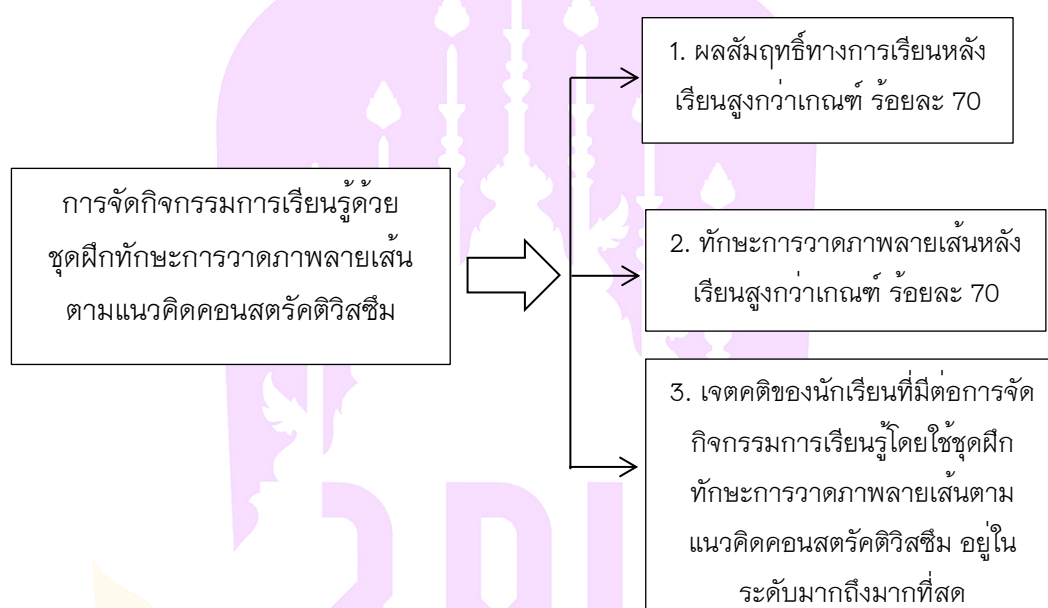 การจัดกิจกรรมการเรียนรู้ด้วย
ชุดฝึกทักษะการวาดภาพลายเส้น
ตามแนวคิดคอนสตรัคติวิสซึม
1. ผลสัมฤทธิ์ทางการเรียนหลัง
เรียนสูงกว่าเกณฑ์ ร้อยละ 70
2. ทักษะการวาดภาพลายเส้นหลัง
เรียนสูงกว่าเกณฑ์ ร้อยละ 70
3. เจตคติของนักเรียนที่มีต่อการจัด
กิจกรรมการเรียนรู้โดยใช้ชุดฝึก
ทักษะการวาดภาพลายเส้นตาม
แนวคิดคอนสตรัคติวิสซึม อยู่ใน
ระดับมากถึงมากที่สุด